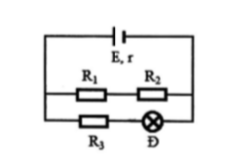 E, r
R₁ R₂
R₃ Đ